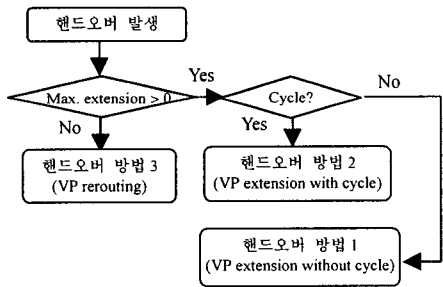 핸드오버 발생
Max. extension > 0
Yes
Cycle?
No
No
Yes
핸드오버 방법 3
(VP rerouting)
핸드오버 방법 2
(VP extension with cycle)
핸드오버 방법 1
(VP extension without cycle)